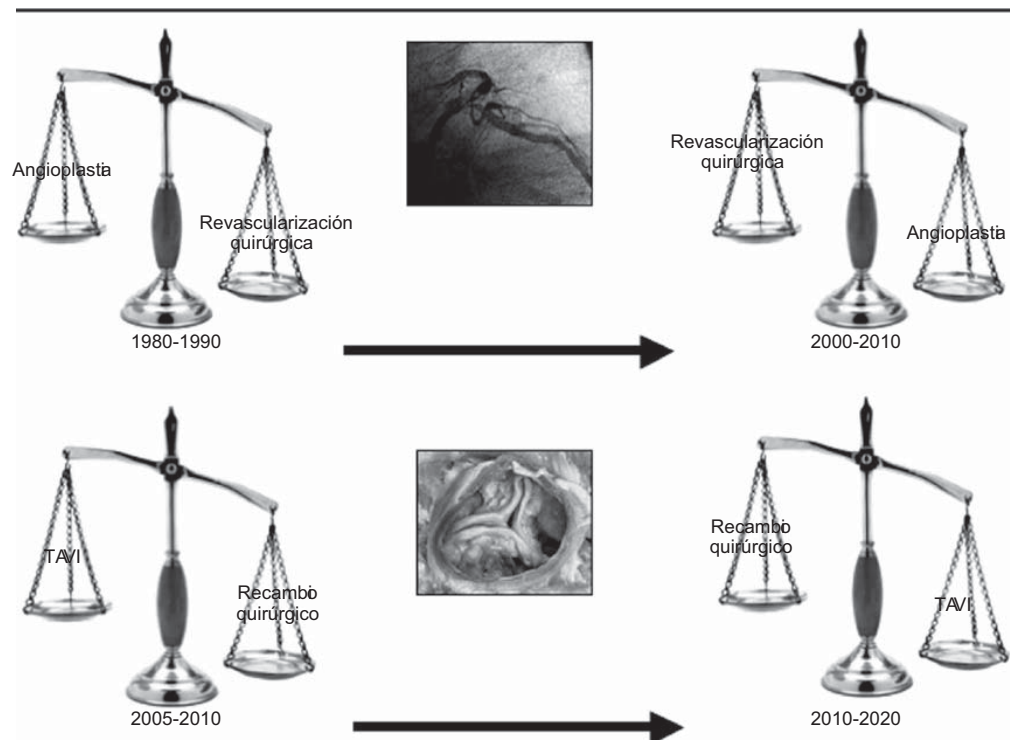 Angioplastia
Revascularización
quirúrgica
1980-1990
Revascularización
quirúrgica
Angioplastia
2000-2010
TAVI
Recambio
quirúrgico
2005-2010
Recambio
quirúrgico
TAVI
2010-2020